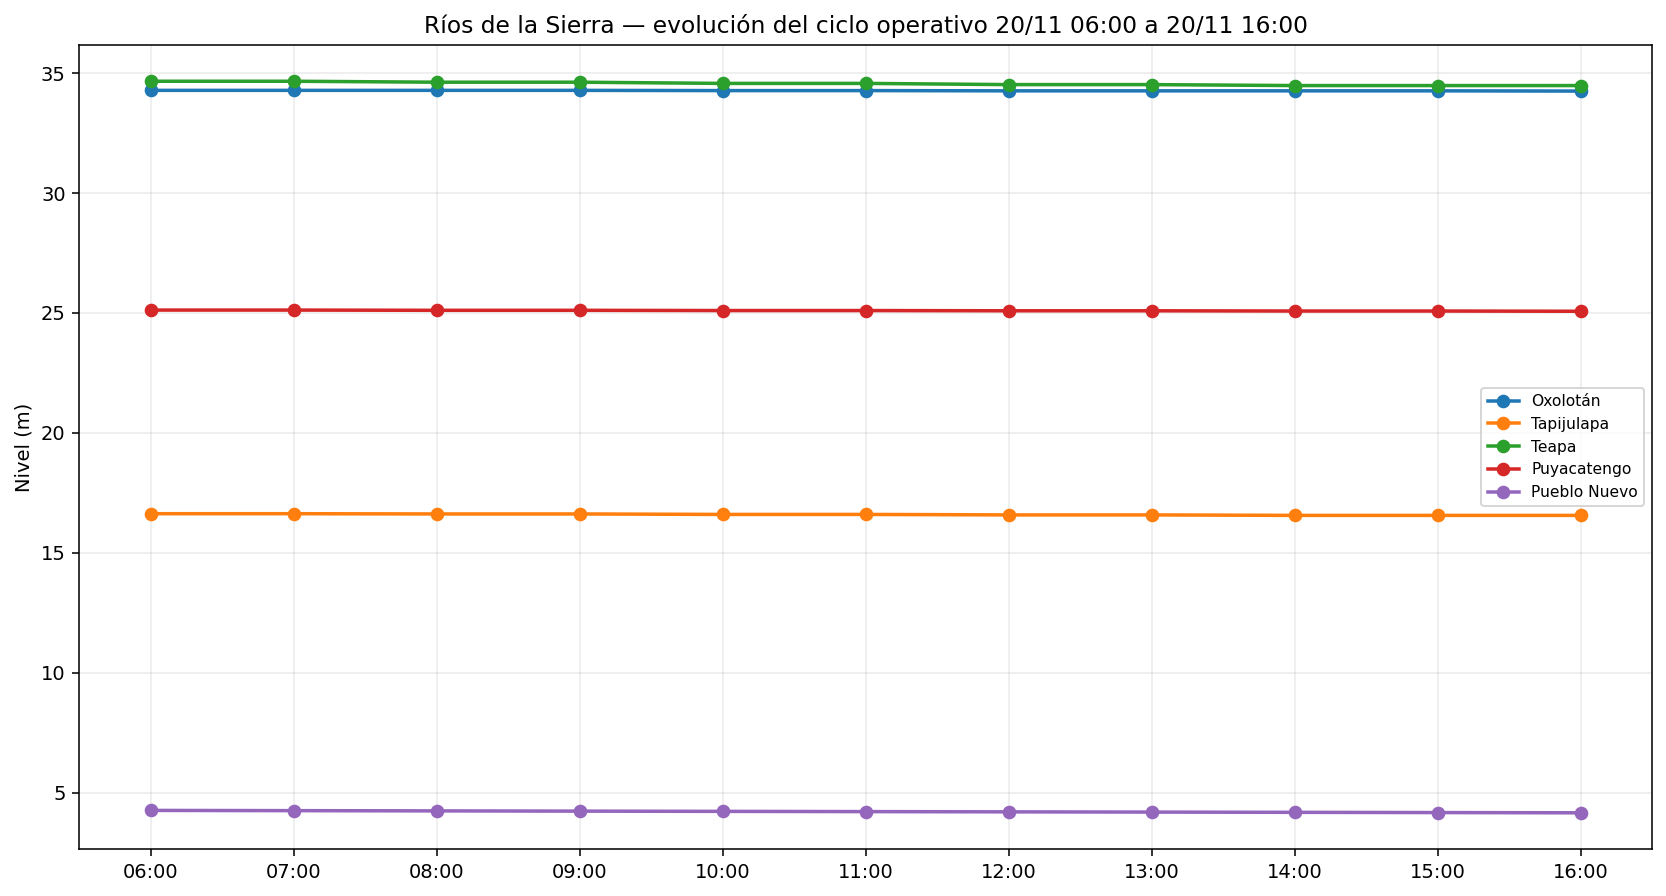 Ríos de la Sierra — evolución del ciclo operativo 20/11 06:00 a 20/11 16:00
Nivel (m)
35
30
25
20
15
10
5
Oxolotán
Tapijulapa
Teapa
Puyacatengo
Pueblo Nuevo
06:00 07:00 08:00 09:00 10:00 11:00 12:00 13:00 14:00 15:00 16:00